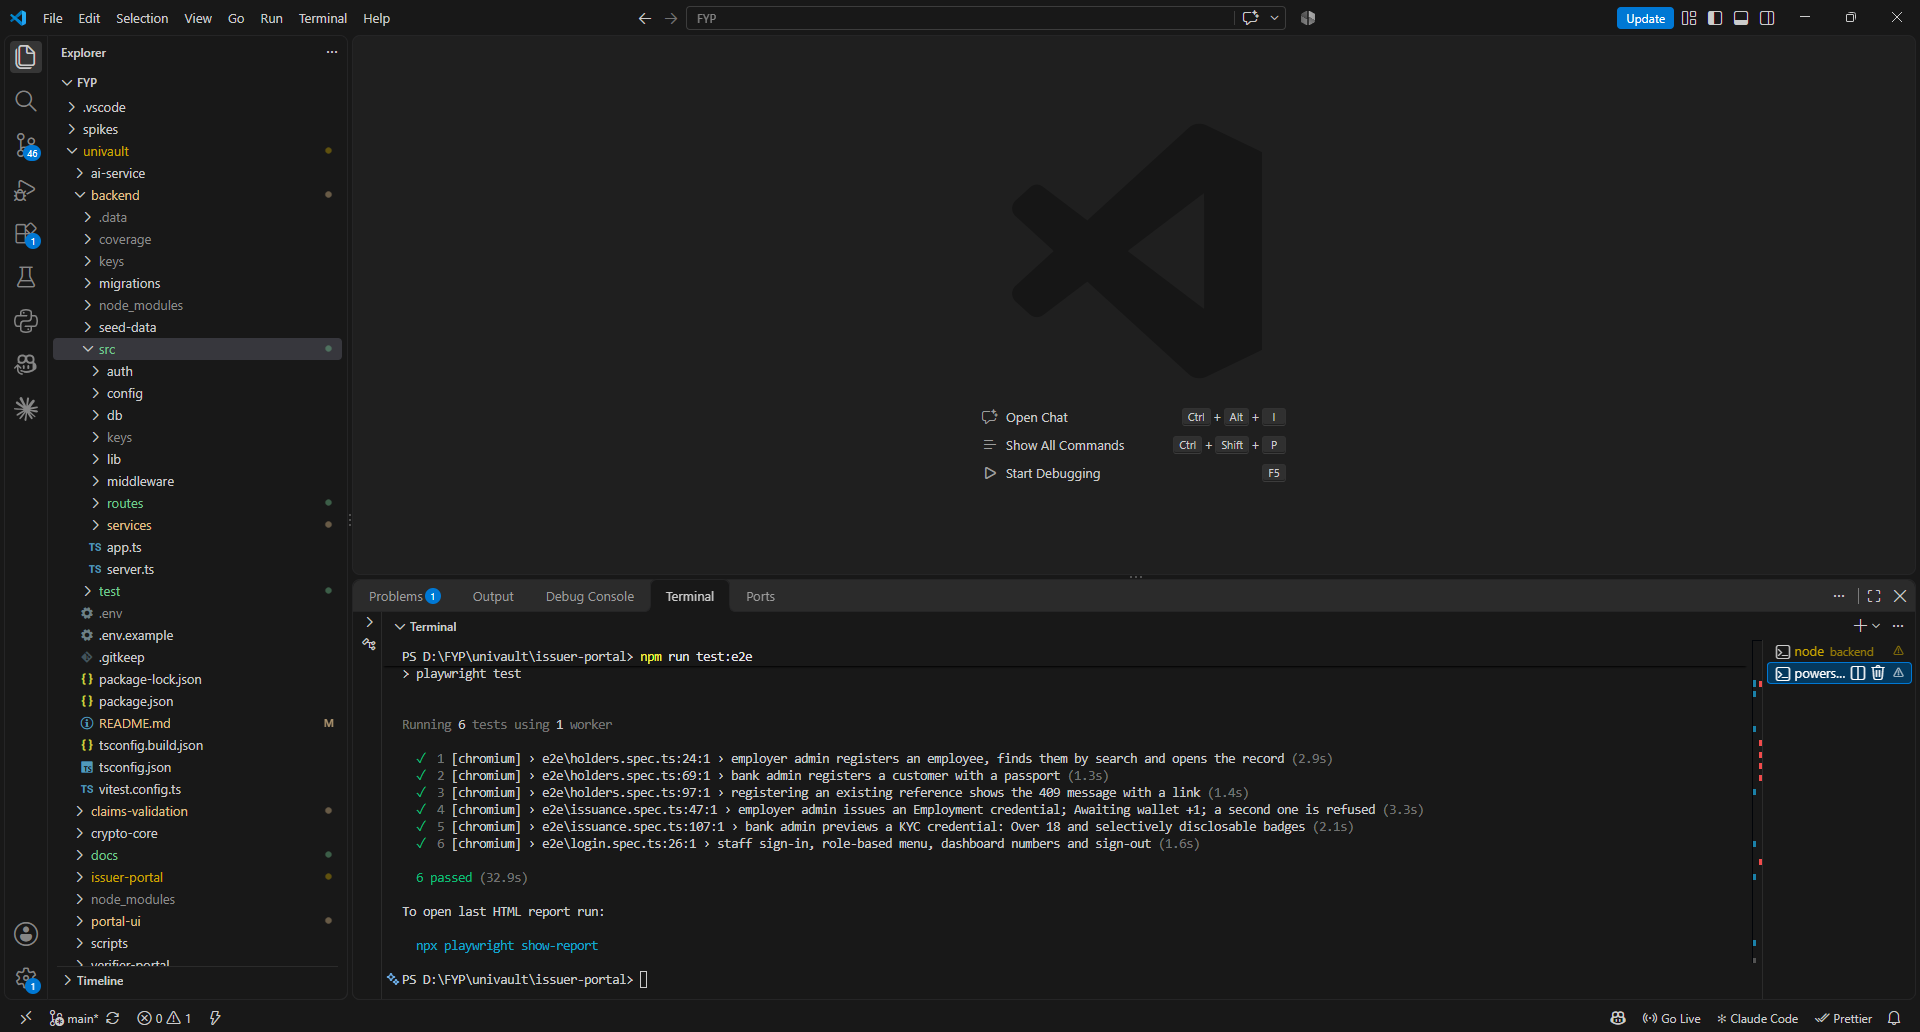 File Edit Selection View Go Run Terminal Help
FYP
Update
Explorer
FYP
.vscode
spikes
46
univault
ai-service
backend
.data
coverage
1
keys
migrations
node_modules
seed-data
src
auth
config
db
keys
lib
middleware
routes
services
TS app.ts
TS server.ts
test
.env
.env.example
.gitkeep
{} package-lock.json
{} package.json
README.md M
{} tsconfig.build.json
TS tsconfig.json
TS vitest.config.ts
claims-validation
crypto-core
docs
issuer-portal
node_modules
portal-ui
scripts
verifier-portal
Timeline
1
Open Chat Ctrl + Alt + I
Show All Commands Ctrl + Shift + P
Start Debugging F5
Problems 1 Output Debug Console Terminal Ports
Terminal
PS D:\FYP\univault\issuer-portal> npm run test:e2e
> playwright test
Running 6 tests using 1 worker
✓ 1 [chromium] › e2e\holders.spec.ts:24:1 › employer admin registers an employee, finds them by search and opens the record (2.9s)
✓ 2 [chromium] › e2e\holders.spec.ts:69:1 › bank admin registers a customer with a passport (1.3s)
✓ 3 [chromium] › e2e\holders.spec.ts:97:1 › registering an existing reference shows the 409 message with a link (1.4s)
✓ 4 [chromium] › e2e\issuance.spec.ts:47:1 › employer admin issues an Employment credential; Awaiting wallet +1; a second one is refused (3.3s)
✓ 5 [chromium] › e2e\issuance.spec.ts:107:1 › bank admin previews a KYC credential: Over 18 and selectively disclosable badges (2.1s)
✓ 6 [chromium] › e2e\login.spec.ts:26:1 › staff sign-in, role-based menu, dashboard numbers and sign-out (1.6s)
6 passed (32.9s)
To open last HTML report run:
npx playwright show-report
PS D:\FYP\univault\issuer-portal>
node backend
powers...
main* 0 1
Go Live Claude Code Prettier